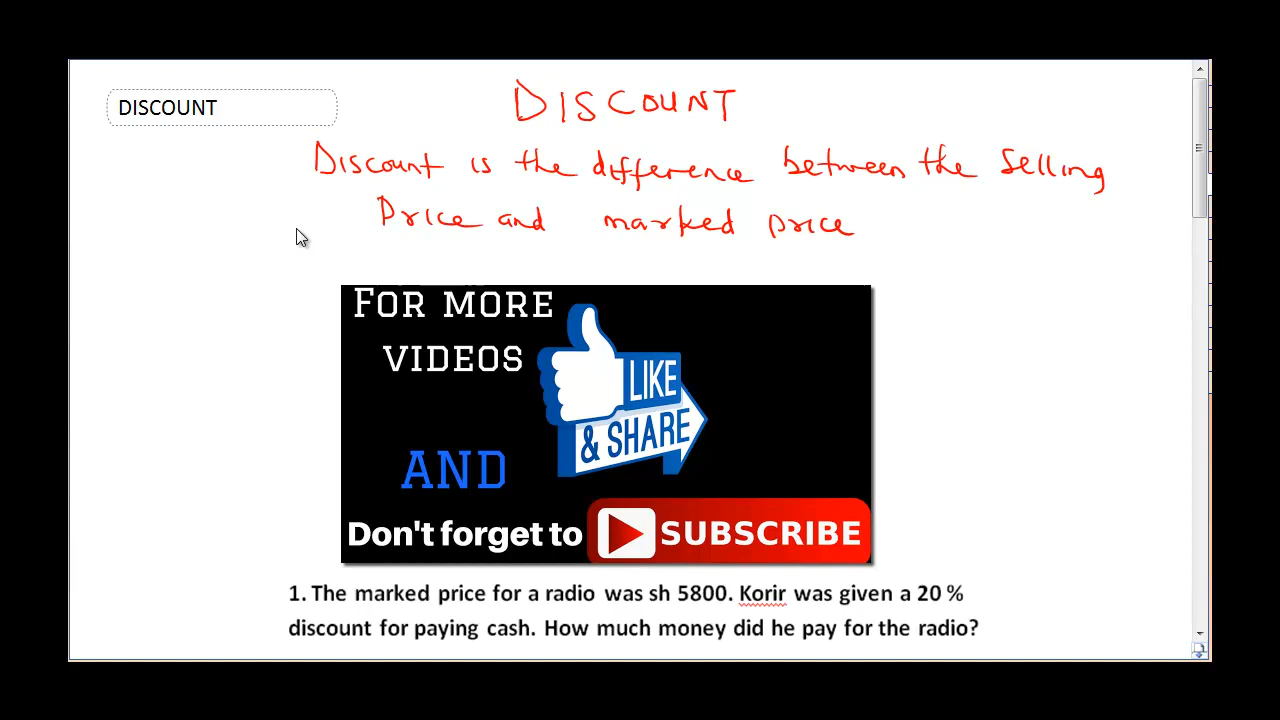 DISCOUNT
DISCOUNT
Discount is the difference between the Selling
Price and marked price
FOR MORE
VIDEOS
LIKE
& SHARE
AND
Don't forget to SUBSCRIBE
1. The marked price for a radio was sh 5800. Korir was given a 20 %
discount for paying cash. How much money did he pay for the radio?